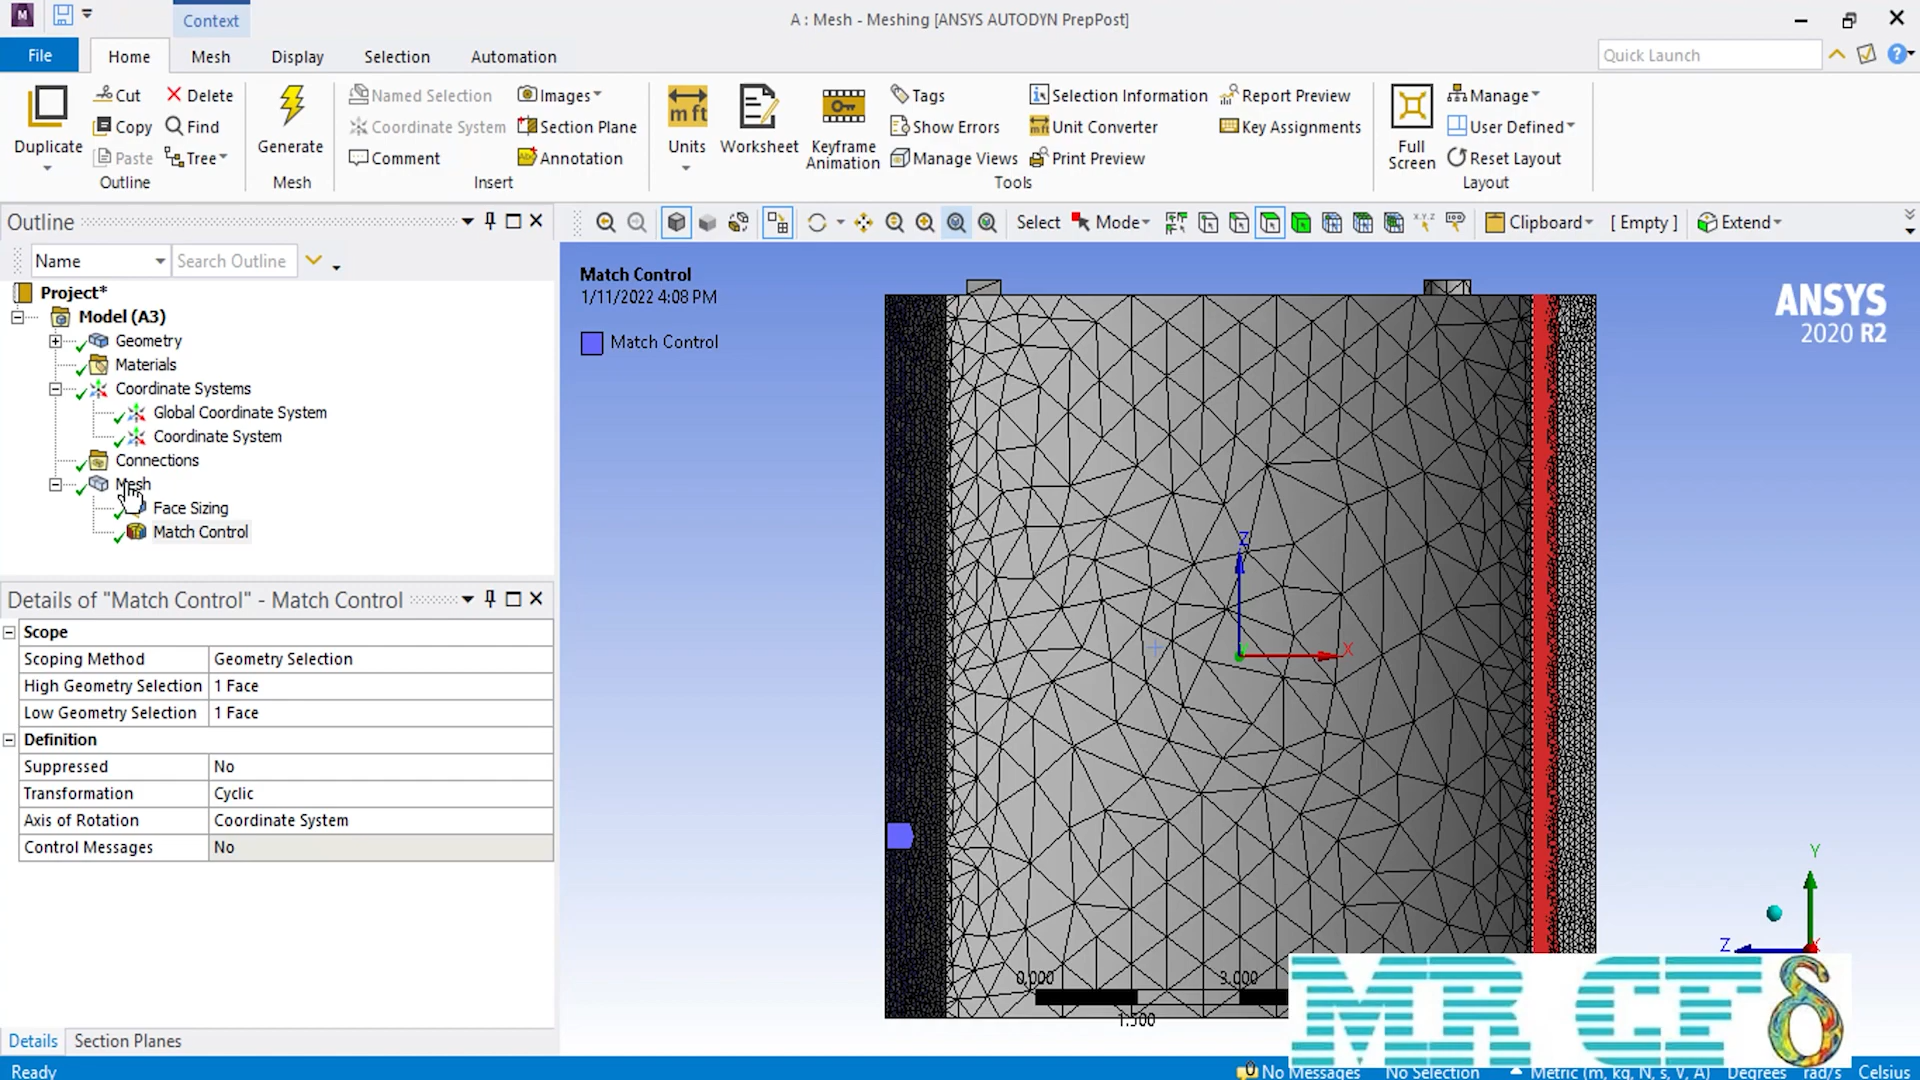 M
Context
A : Mesh - Meshing [ANSYS AUTODYN PrepPost]
File
Home
Mesh
Display
Selection
Automation
Quick Launch
Duplicate
Cut
Delete
Copy
Find
Paste
Tree
Outline
Generate
Mesh
Named Selection
Images
Coordinate System
Section Plane
Comment
Annotation
Insert
Units
Worksheet
Keyframe
Animation
Tags
Selection Information
Report Preview
Show Errors
Unit Converter
Key Assignments
Manage Views
Print Preview
Tools
Full
Screen
Manage
User Defined
Reset Layout
Layout
Outline
Select
Mode
Clipboard
[ Empty ]
Extend
Name
Search Outline
Project*
Model (A3)
Geometry
Materials
Coordinate Systems
Global Coordinate System
Coordinate System
Connections
Mesh
Face Sizing
Match Control
Details of "Match Control" - Match Control
Scope
Scoping Method Geometry Selection
High Geometry Selection 1 Face
Low Geometry Selection 1 Face
Definition
Suppressed No
Transformation Cyclic
Axis of Rotation Coordinate System
Control Messages No
Details
Section Planes
Match Control
1/11/2022 4:08 PM
Match Control
ANSYS
2020 R2
Z
X
Y
Z
X
0.000
3.000
1.500
MR CF
Ready
No Messages
No Selection
Metric (m, kg, N, s, V, A)
Degrees
rad/s
Celsius